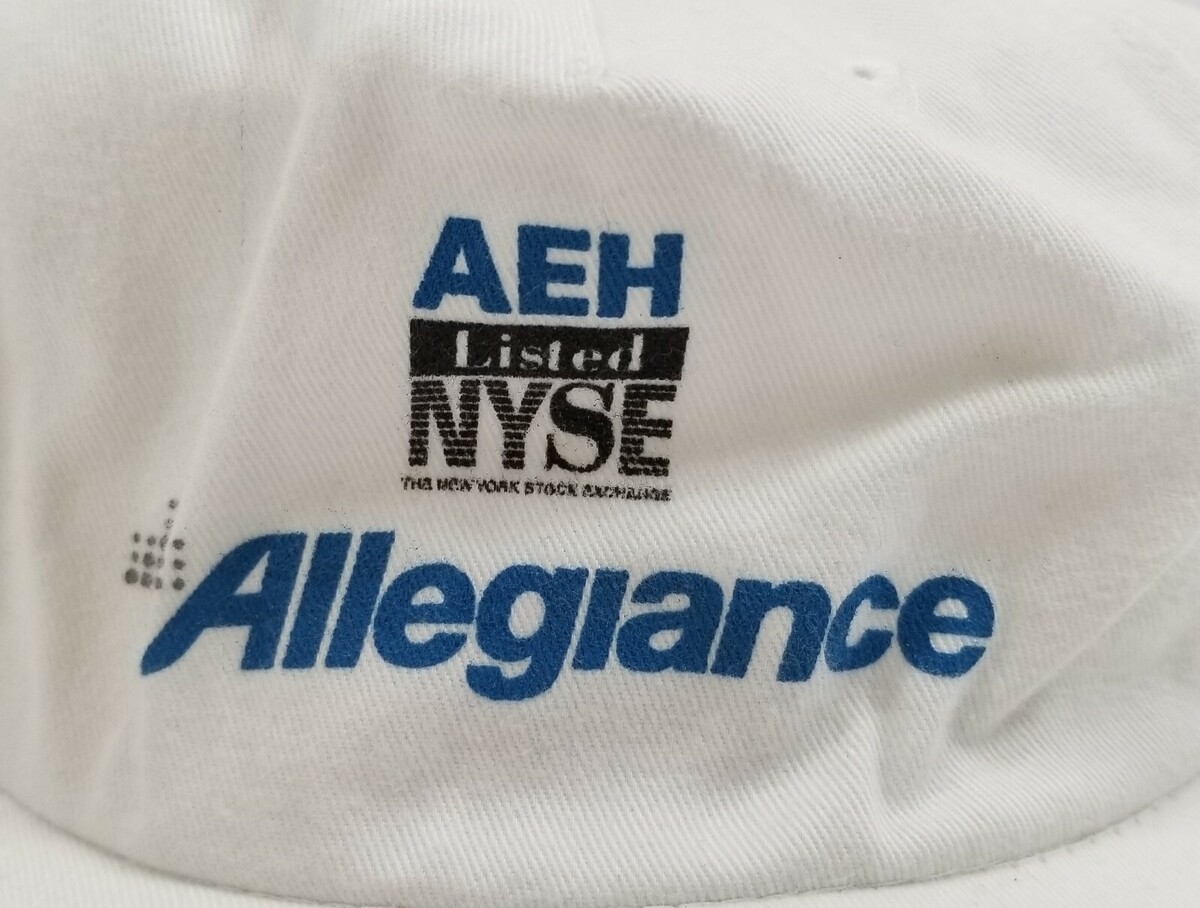 AEH
Listed
NYSE
THE NEW YORK STOCK EXCHANGE
Allegiance